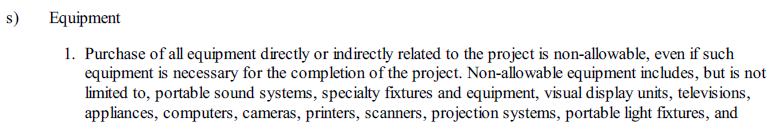 s) Equipment
1. Purchase of all equipment directly or indirectly related to the project is non-allowable, even if such
equipment is necessary for the completion of the project. Non-allowable equipment includes, but is not
limited to, portable sound systems, specialty fixtures and equipment, visual display units, televisions,
appliances, computers, cameras, printers, scanners, projection systems, portable light fixtures, and